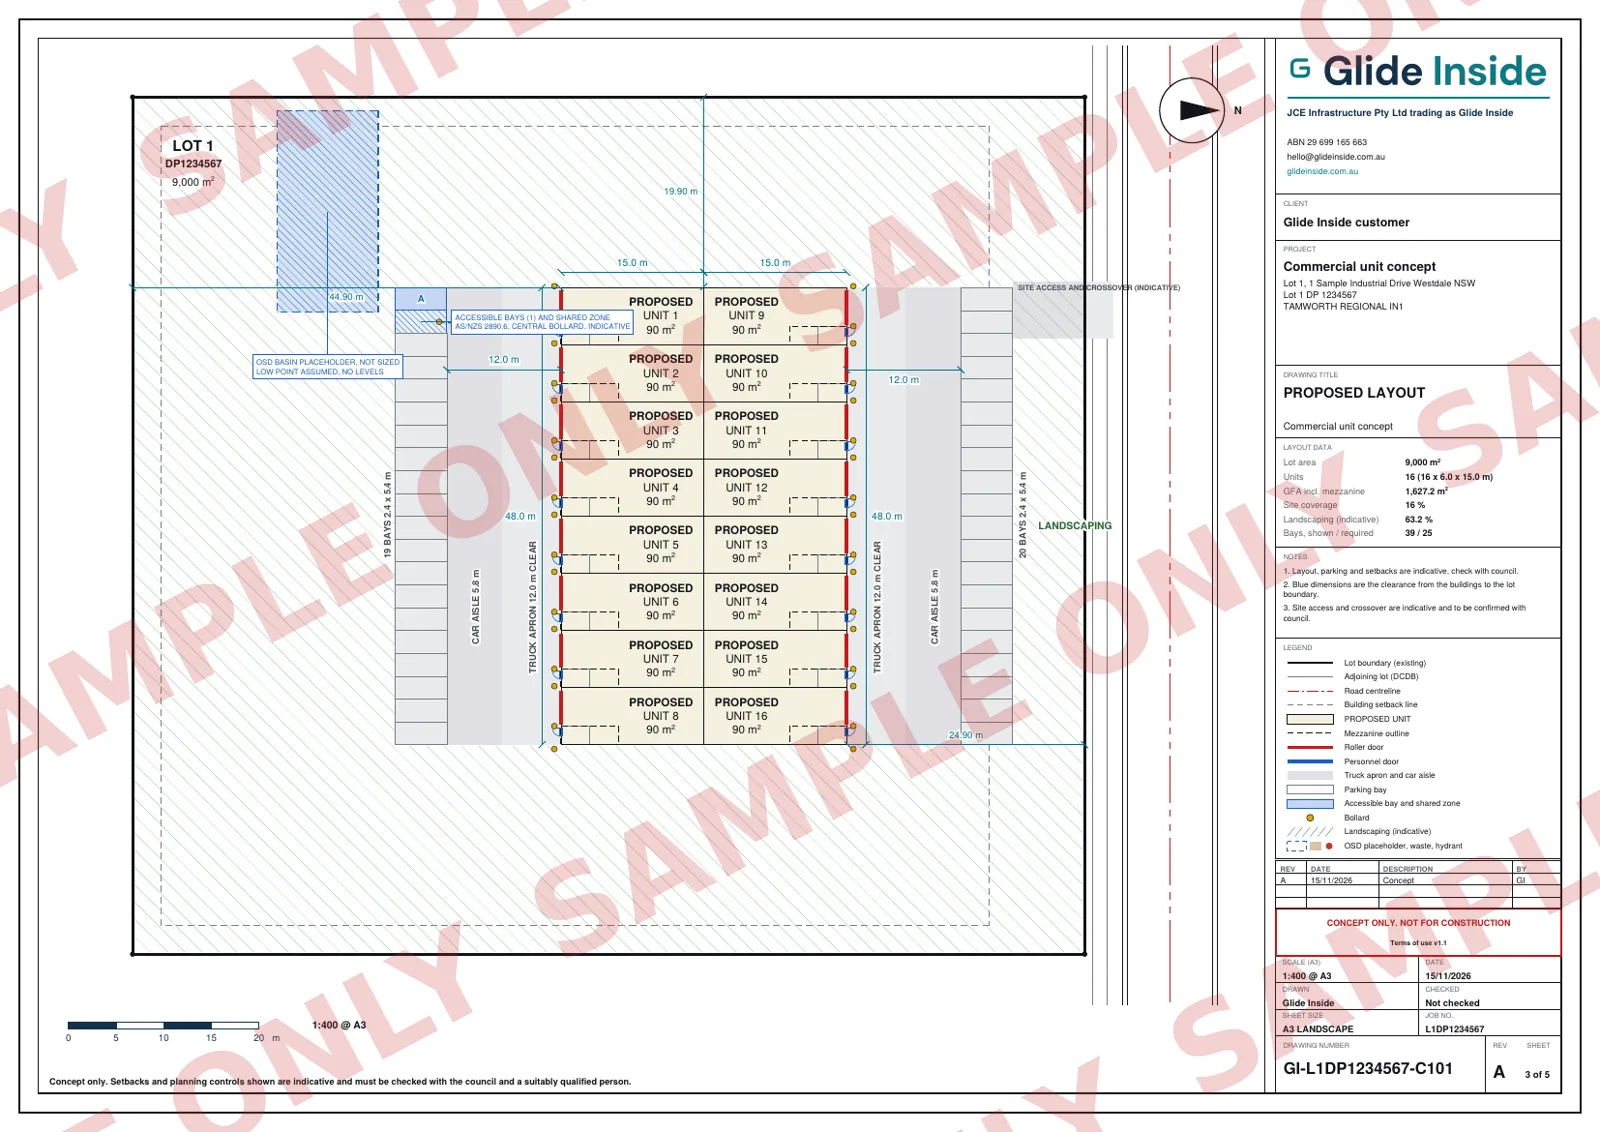 SAMPLE ONLY SAMPLE ONLY SAMPLE ONLY
LOT 1
DP1234567
9,000 m²
19.90 m
15.0 m
15.0 m
44.90 m
A
ACCESSIBLE BAYS (1) AND SHARED ZONE
AS/NZS 2890.6, CENTRAL BOLLARD, INDICATIVE
OSD BASIN PLACEHOLDER, NOT SIZED
LOW POINT ASSUMED, NO LEVELS
SITE ACCESS AND CROSSOVER (INDICATIVE)
12.0 m
12.0 m
PROPOSED
UNIT 1
90 m²
PROPOSED
UNIT 9
90 m²
PROPOSED
UNIT 2
90 m²
PROPOSED
UNIT 10
90 m²
PROPOSED
UNIT 3
90 m²
PROPOSED
UNIT 11
90 m²
PROPOSED
UNIT 4
90 m²
PROPOSED
UNIT 12
90 m²
PROPOSED
UNIT 5
90 m²
PROPOSED
UNIT 13
90 m²
PROPOSED
UNIT 6
90 m²
PROPOSED
UNIT 14
90 m²
PROPOSED
UNIT 7
90 m²
PROPOSED
UNIT 15
90 m²
PROPOSED
UNIT 8
90 m²
PROPOSED
UNIT 16
90 m²
48.0 m
48.0 m
19 BAYS 2.4 x 5.4 m
CAR AISLE 5.8 m
TRUCK APRON 12.0 m CLEAR
TRUCK APRON 12.0 m CLEAR
CAR AISLE 5.8 m
20 BAYS 2.4 x 5.4 m
LANDSCAPING
24.90 m
N
0 5 10 15 20 m
1:400 @ A3
Concept only. Setbacks and planning controls shown are indicative and must be checked with the council and a suitably qualified person.
G Glide Inside
JCE Infrastructure Pty Ltd trading as Glide Inside
ABN 29 699 165 663
hello@glideinside.com.au
glideinside.com.au
CLIENT
Glide Inside customer
PROJECT
Commercial unit concept
Lot 1, 1 Sample Industrial Drive Westdale NSW
Lot 1 DP 1234567
TAMWORTH REGIONAL IN1
DRAWING TITLE
PROPOSED LAYOUT
Commercial unit concept
LAYOUT DATA
Lot area 9,000 m²
Units 16 (16 x 6.0 x 15.0 m)
GFA incl. mezzanine 1,627.2 m²
Site coverage 16 %
Landscaping (indicative) 63.2 %
Bays, shown / required 39 / 25
NOTES
1. Layout, parking and setbacks are indicative, check with council.
2. Blue dimensions are the clearance from the buildings to the lot
boundary.
3. Site access and crossover are indicative and to be confirmed with
council.
LEGEND
Lot boundary (existing)
Adjoining lot (DCDB)
Road centreline
Building setback line
PROPOSED UNIT
Mezzanine outline
Roller door
Personnel door
Truck apron and car aisle
Parking bay
Accessible bay and shared zone
Bollard
Landscaping (indicative)
OSD placeholder, waste, hydrant
REV DATE DESCRIPTION BY
A 15/11/2026 Concept GI
CONCEPT ONLY. NOT FOR CONSTRUCTION
Terms of use v1.1
SCALE (A3) DATE
1:400 @ A3 15/11/2026
DRAWN CHECKED
Glide Inside Not checked
SHEET SIZE JOB NO.
A3 LANDSCAPE L1DP1234567
DRAWING NUMBER REV SHEET
GI-L1DP1234567-C101 A 3 of 5